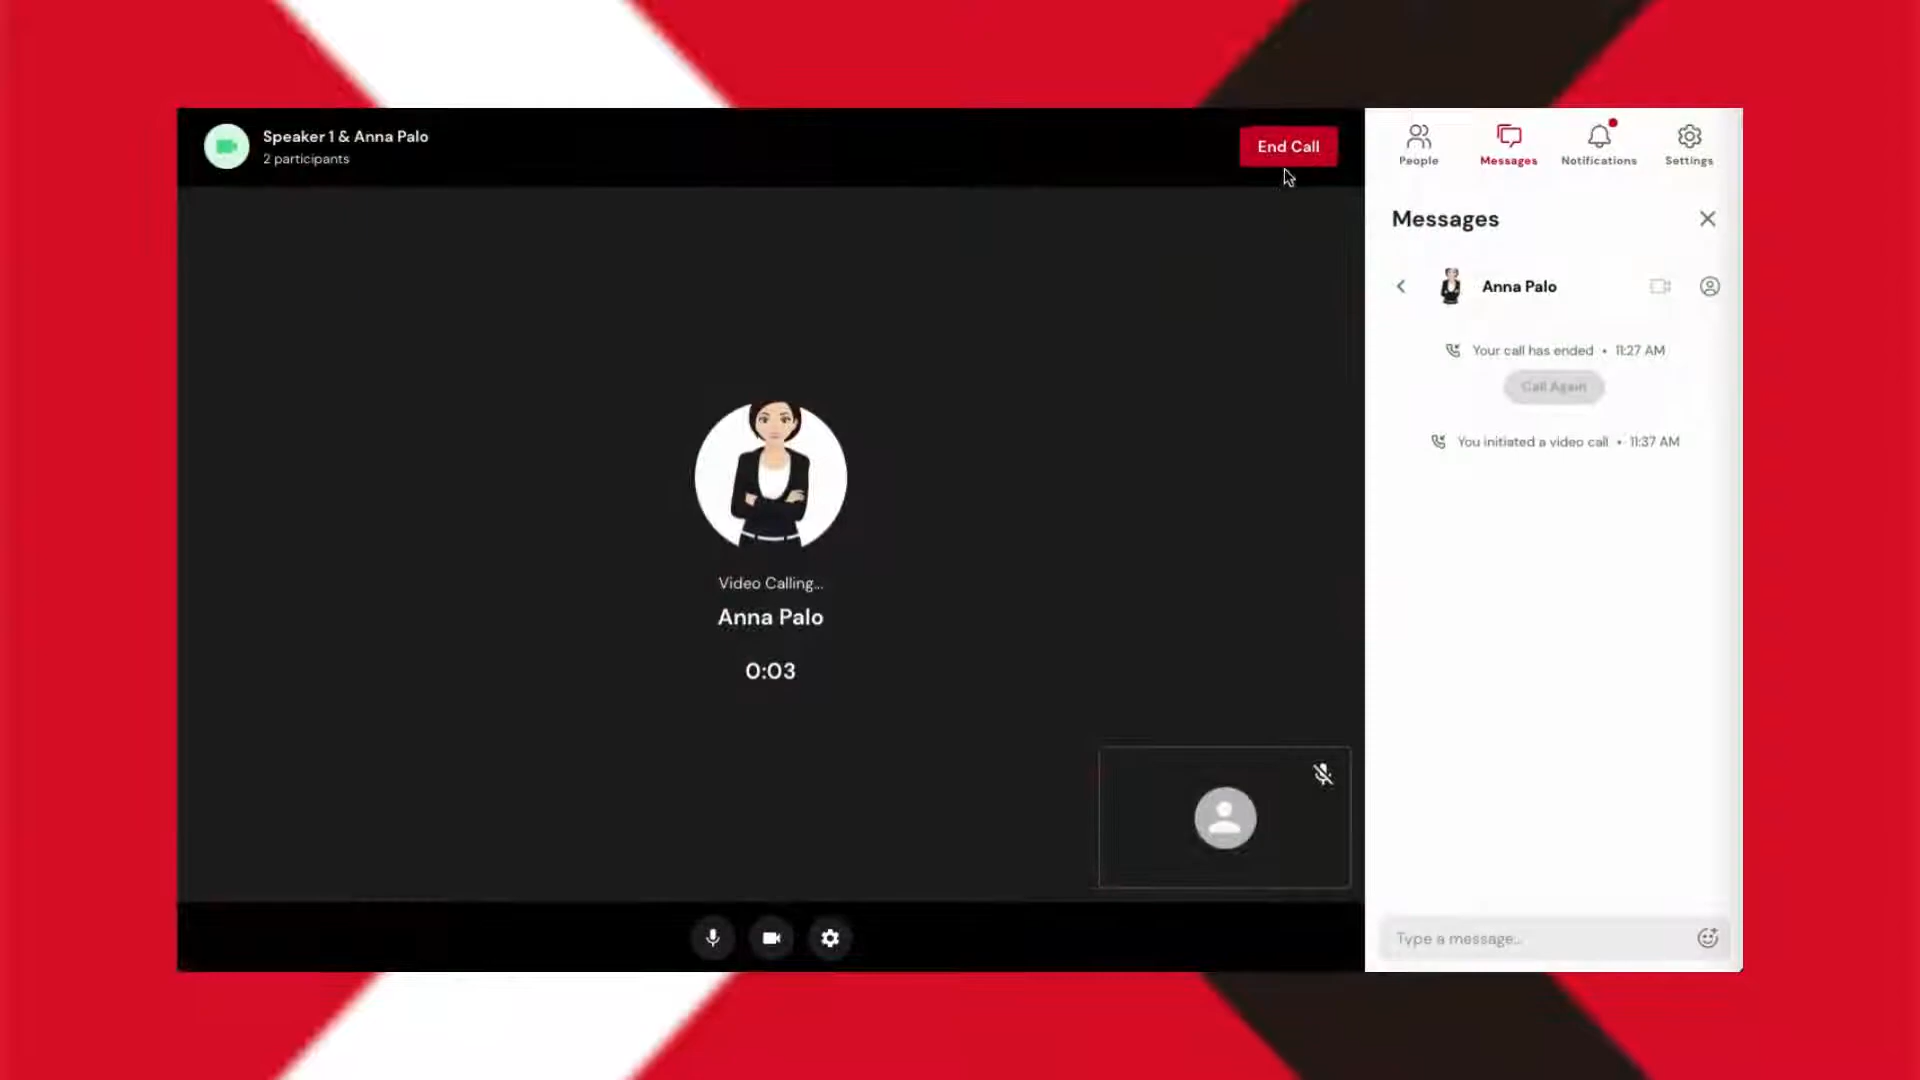 Speaker 1 & Anna Palo
2 participants
End Call
Video Calling...
Anna Palo
0:03
People
Messages
Notifications
Settings
Messages
Anna Palo
Your call has ended • 11:27 AM
Call Again
You initiated a video call • 11:37 AM
Type a message...